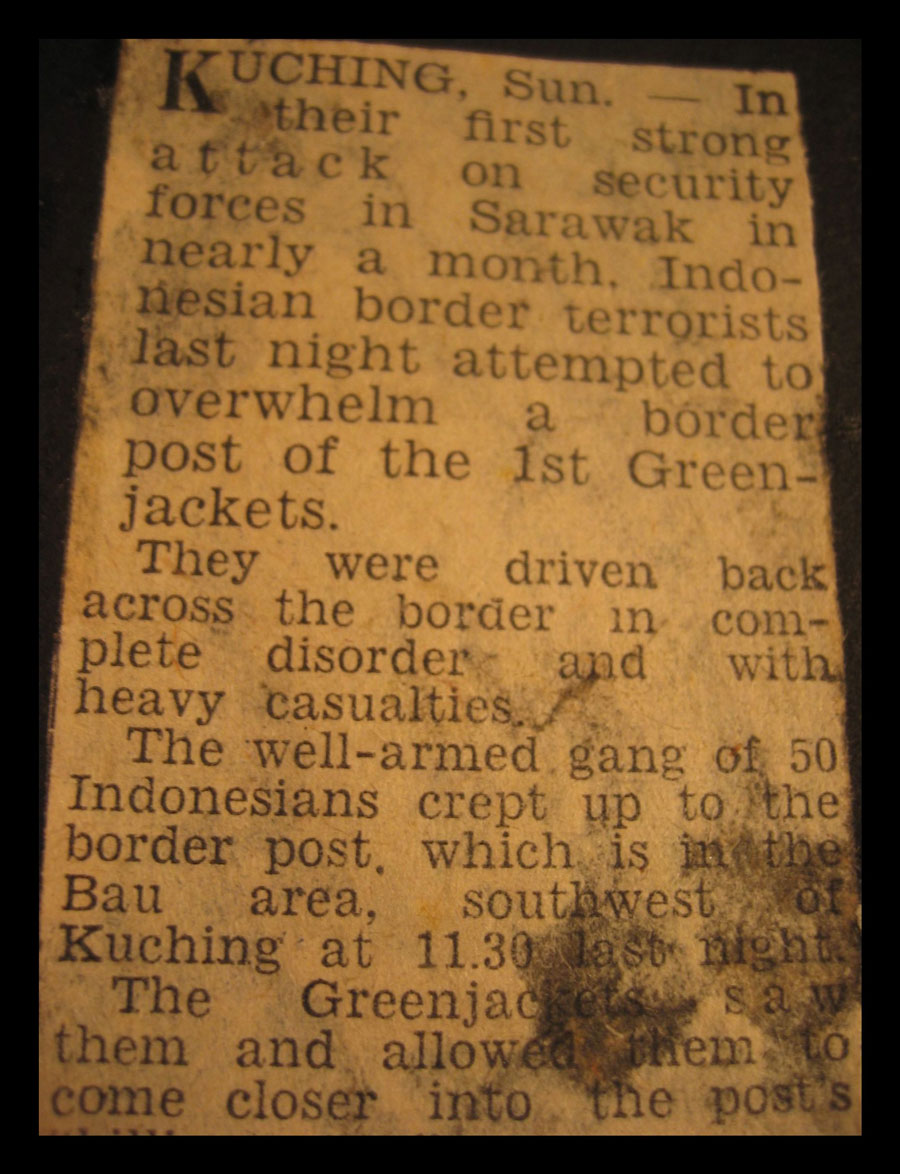 KUCHING, Sun. — In
their first strong
attack on security
forces in Sarawak in
nearly a month, Indo-
nesian border terrorists
last night attempted to
overwhelm a border
post of the 1st Green-
jackets.
They were driven back
across the border in com-
plete disorder and with
heavy casualties.
The well-armed gang of 50
Indonesians crept up to the
border post, which is in the
Bau area, southwest of
Kuching at 11.30 last night.
The Greenjackets saw
them and allowed them to
come closer into the post's